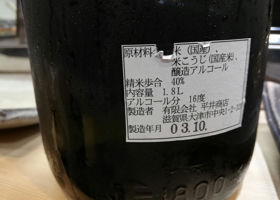 原材料 米(国産)、
米こうじ(国産米)、
醸造アルコール
精米歩合 40%
内容量 1.8L
アルコール分 16度
製造者 有限会社 平井商店
滋賀県大津市中央1-2-
製造年月 03.10.
1800